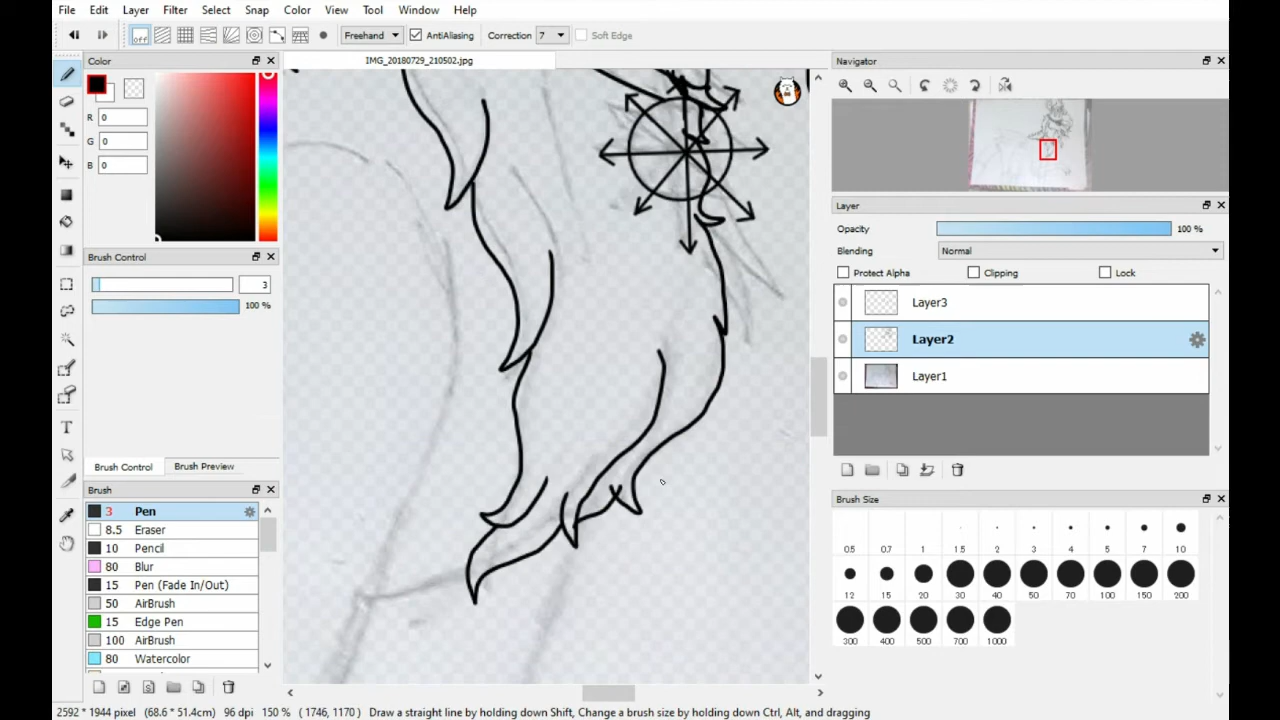 File Edit Layer Filter Select Snap Color View Tool Window Help
off Freehand AntiAliasing Correction 7 Soft Edge
Color
R 0
G 0
B 0
Brush Control
3
100 %
Brush Control Brush Preview
Brush
3 Pen
8.5 Eraser
10 Pencil
80 Blur
15 Pen (Fade In/Out)
50 AirBrush
15 Edge Pen
100 AirBrush
80 Watercolor
IMG_20180729_210502.jpg
Navigator
Layer
Opacity 100 %
Blending Normal
Protect Alpha Clipping Lock
Layer3
Layer2
Layer1
Brush Size
0.5 0.7 1 1.5 2 3 4 5 7 10
12 15 20 30 40 50 70 100 150 200
300 400 500 700 1000
2592 * 1944 pixel (68.6 * 51.4cm) 96 dpi 150 % ( 1746, 1170 ) Draw a straight line by holding down Shift, Change a brush size by holding down Ctrl, Alt, and dragging